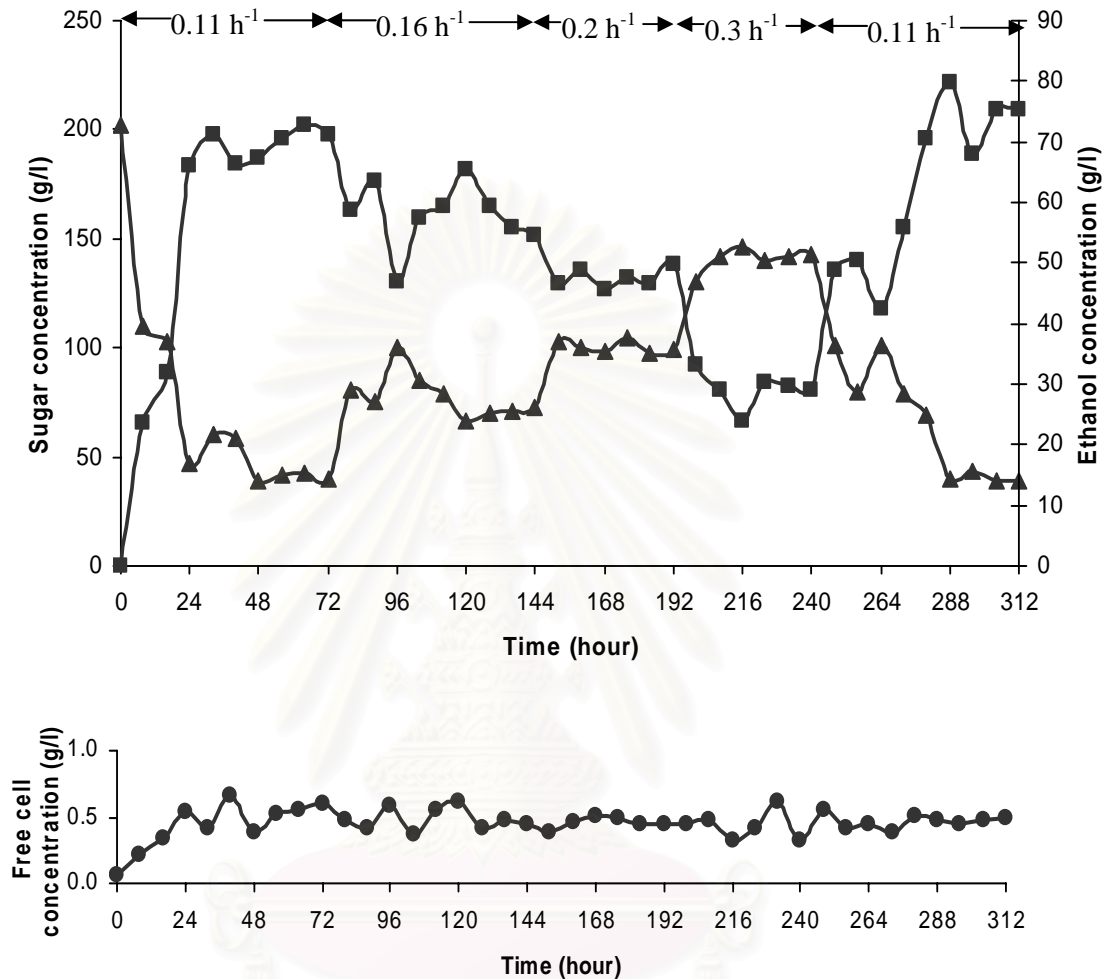 0.11 h-1 0.16 h-1 0.2 h-1 0.3 h-1 0.11 h-1
250
200
150
100
50
0
Sugar concentration (g/l)
90
80
70
60
50
40
30
20
10
0
Ethanol concentration (g/l)
0 24 48 72 96 120 144 168 192 216 240 264 288 312
Time (hour)
1.0
0.5
0.0
Free cell
concentration (g/l)
0 24 48 72 96 120 144 168 192 216 240 264 288 312
Time (hour)